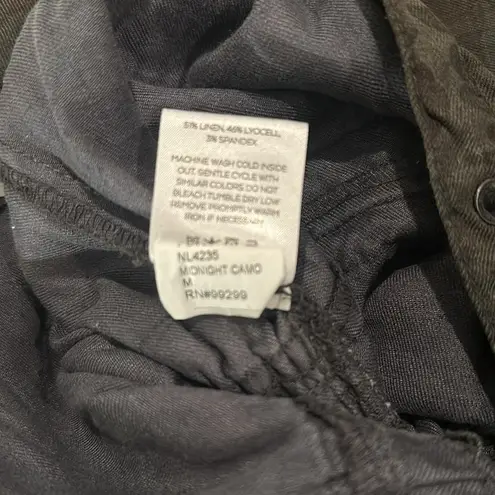 51% LINEN, 46% LYOCELL,
3% SPANDEX
MACHINE WASH COLD INSIDE
OUT. GENTLE CYCLE WITH
SIMILAR COLORS. DO NOT
BLEACH. TUMBLE DRY LOW
REMOVE PROMPTLY. WARM
IRON IF NECESSARY
NL4235
MIDNIGHT CAMO
M
RN#99299